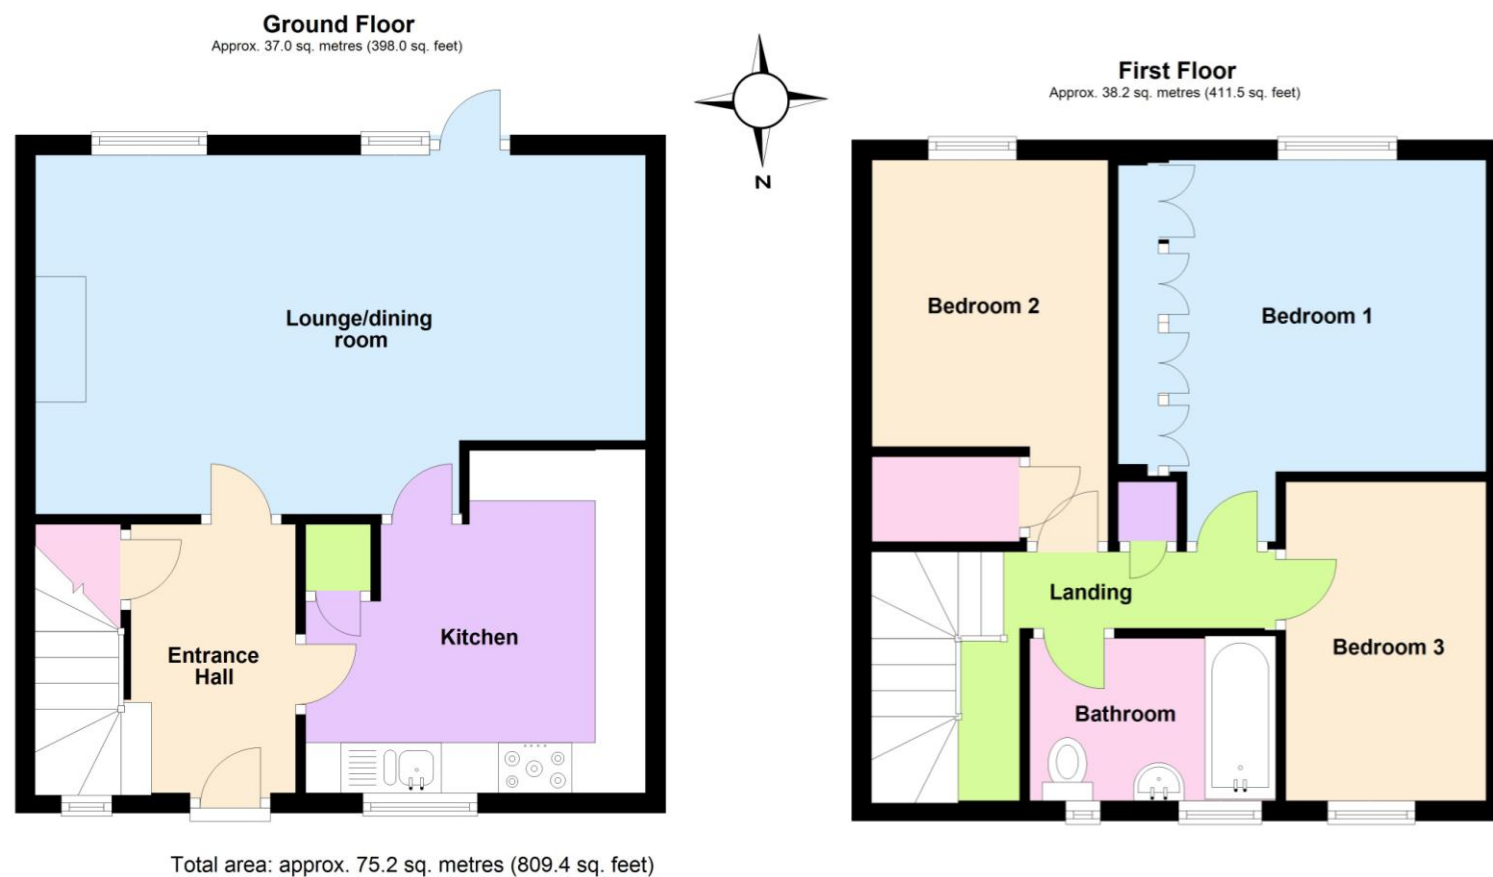 Ground Floor
Approx. 37.0 sq. metres (398.0 sq. feet)
First Floor
Approx. 38.2 sq. metres (411.5 sq. feet)
N
Lounge/dining
room
Bedroom 2
Bedroom 1
Landing
Kitchen
Entrance
Hall
Bedroom 3
Bathroom
Total area: approx. 75.2 sq. metres (809.4 sq. feet)